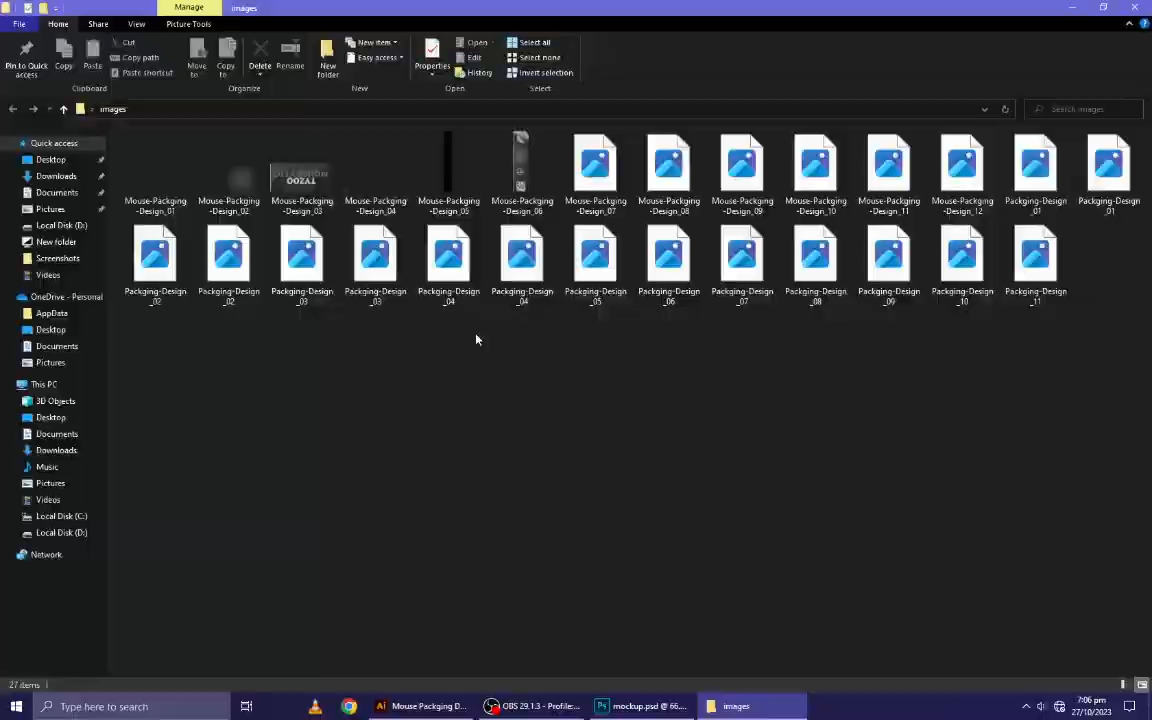 Manage
images
File
Home
Share
View
Picture Tools
Pin to Quick access
Copy
Paste
Cut
Copy path
Paste shortcut
Clipboard
Move to
Copy to
Delete
Rename
Organize
New folder
New item
Easy access
New
Properties
Open
Edit
History
Open
Select all
Select none
Invert selection
Select
images
Search images
Quick access
Desktop
Downloads
Documents
Pictures
Local Disk (D:)
New folder
Screenshots
Videos
OneDrive - Personal
AppData
Desktop
Documents
Pictures
This PC
3D Objects
Desktop
Documents
Downloads
Music
Pictures
Videos
Local Disk (C:)
Local Disk (D:)
Network
Mouse-Packging-Design_01
Mouse-Packging-Design_02
Mouse-Packging-Design_03
Mouse-Packging-Design_04
Mouse-Packging-Design_05
Mouse-Packging-Design_06
Mouse-Packging-Design_07
Mouse-Packging-Design_08
Mouse-Packging-Design_09
Mouse-Packging-Design_10
Mouse-Packging-Design_11
Mouse-Packging-Design_12
Packging-Design_01
Packging-Design_01
Packging-Design_02
Packging-Design_02
Packging-Design_03
Packging-Design_03
Packging-Design_04
Packging-Design_04
Packging-Design_05
Packging-Design_06
Packging-Design_07
Packging-Design_08
Packging-Design_09
Packging-Design_10
Packging-Design_11
27 items
Type here to search
Mouse Packging D...
OBS 29.1.3 - Profile:...
mockup.psd @ 66....
images
7:06 pm
27/10/2023